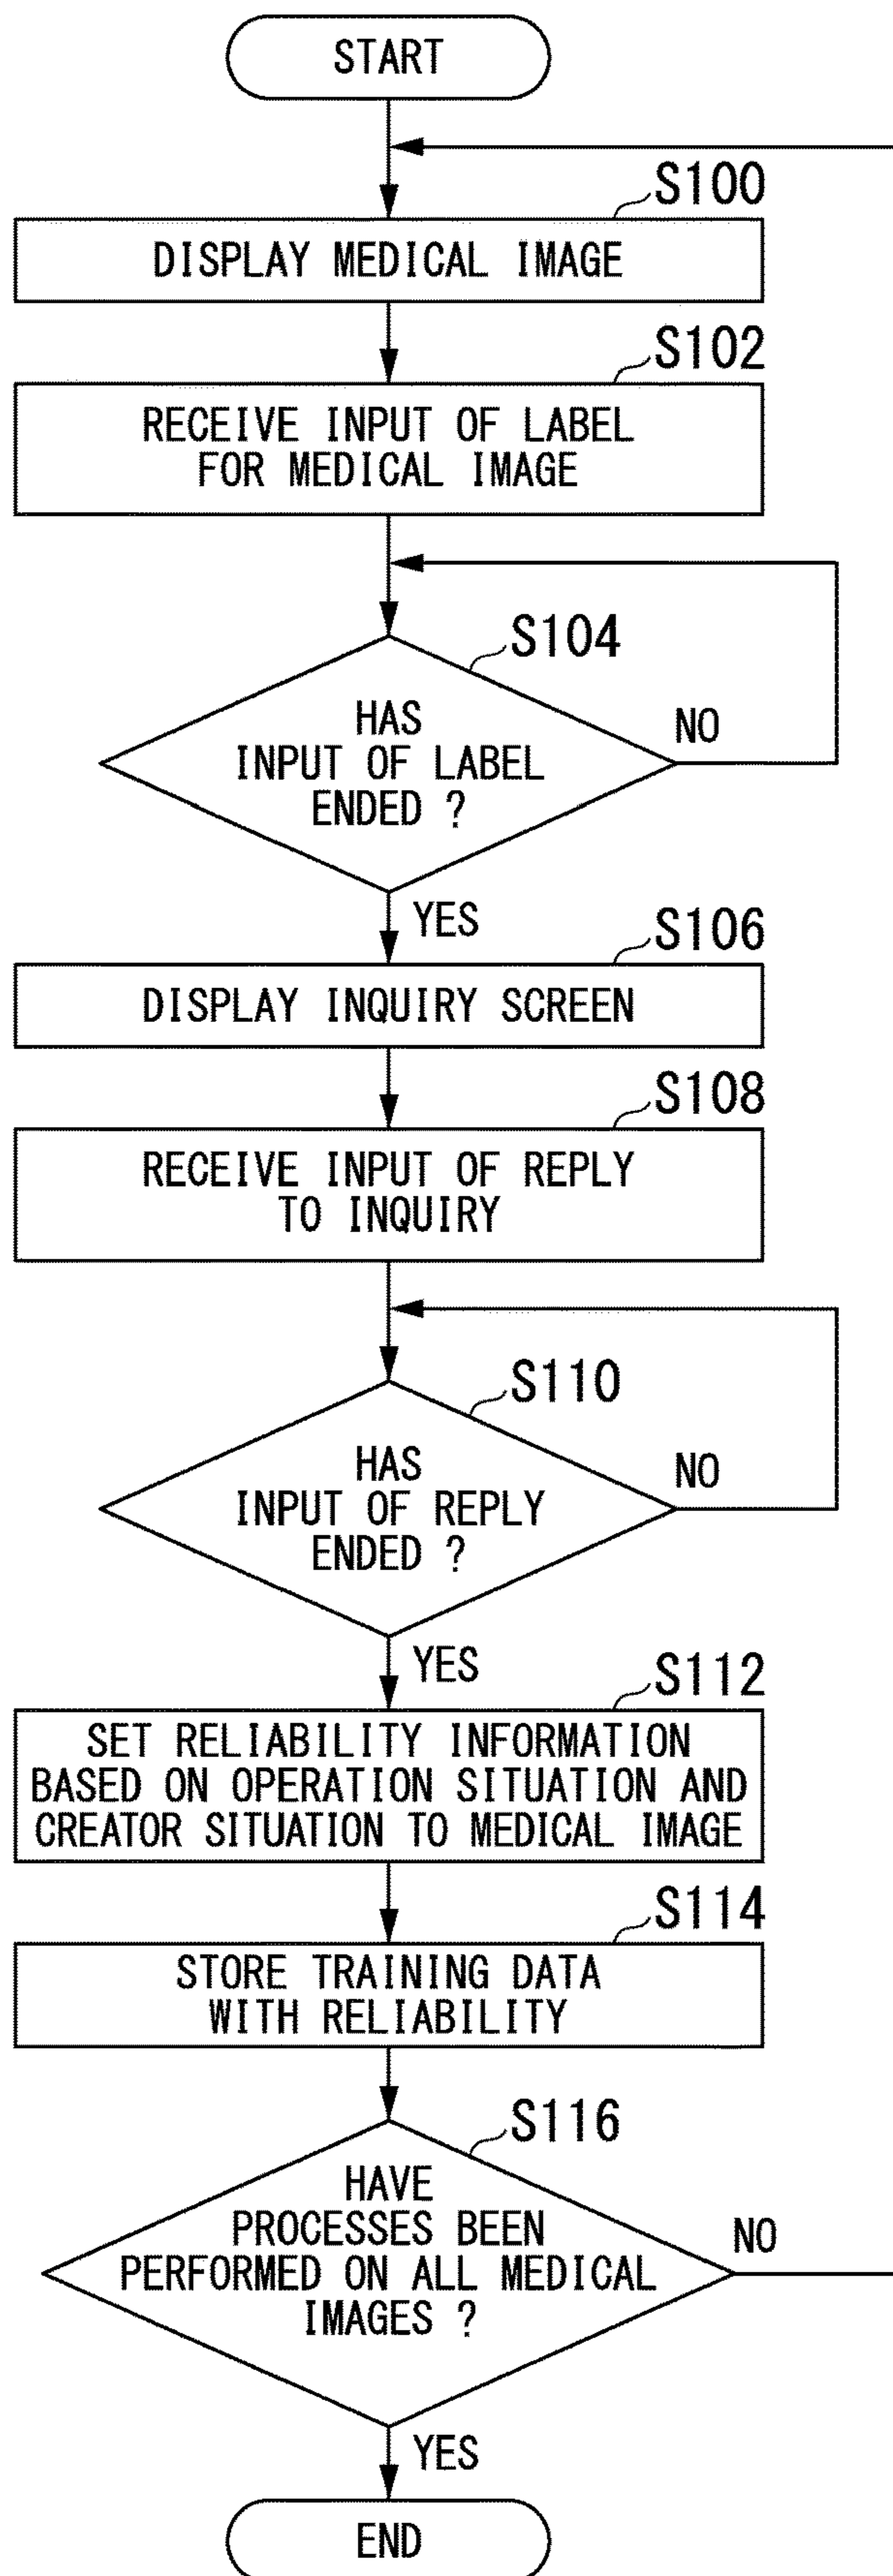 START
S100
DISPLAY MEDICAL IMAGE
S102
RECEIVE INPUT OF LABEL
FOR MEDICAL IMAGE
S104
HAS
INPUT OF LABEL
ENDED ?
NO
YES
S106
DISPLAY INQUIRY SCREEN
S108
RECEIVE INPUT OF REPLY
TO INQUIRY
S110
HAS
INPUT OF REPLY
ENDED ?
NO
YES
S112
SET RELIABILITY INFORMATION
BASED ON OPERATION SITUATION AND
CREATOR SITUATION TO MEDICAL IMAGE
S114
STORE TRAINING DATA
WITH RELIABILITY
S116
HAVE
PROCESSES BEEN
PERFORMED ON ALL MEDICAL
IMAGES ?
NO
YES
END